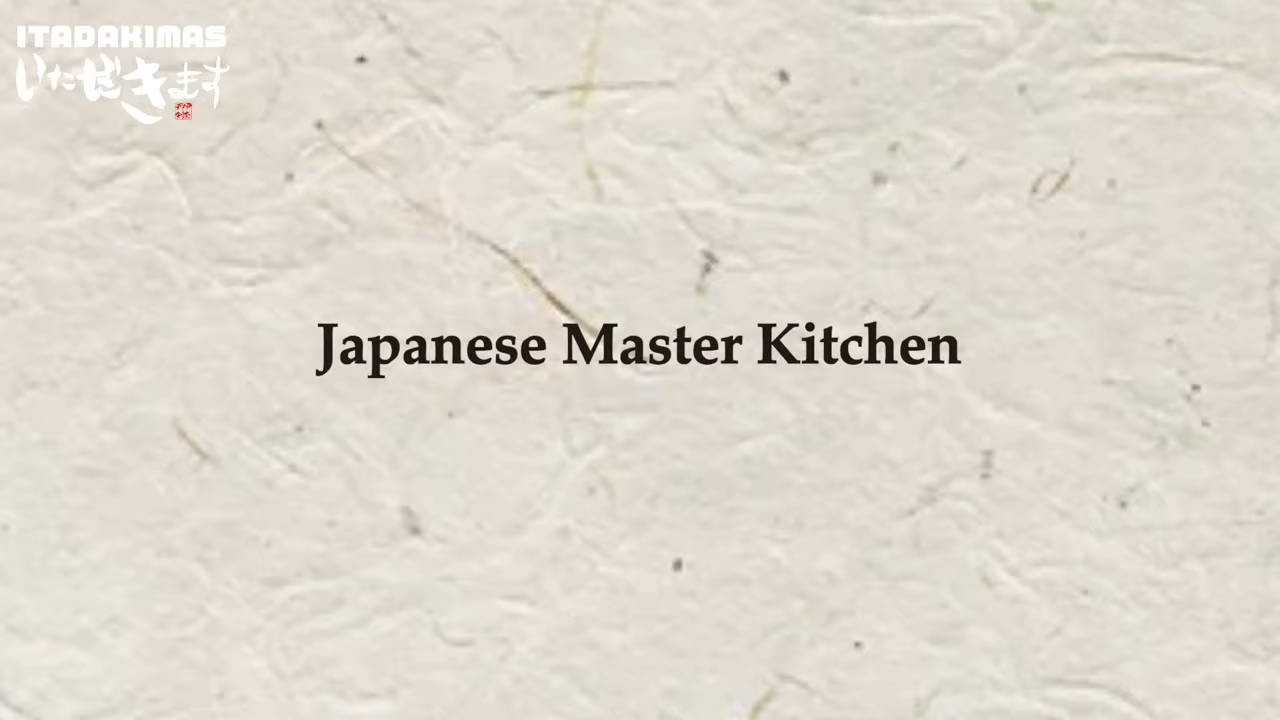 ITADAKIMAS
いただきます
Japanese Master Kitchen